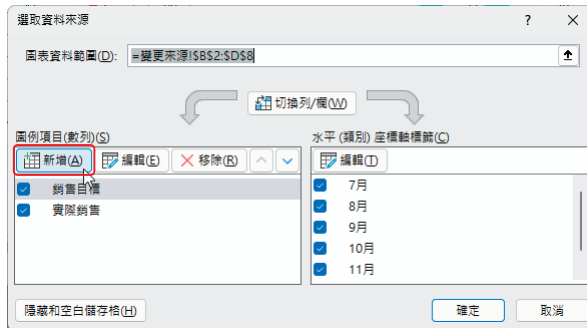 選取資料來源
? ×
圖表資料範圍(D): =變更來源!$B$2:$D$8
切換列/欄(W)
圖例項目(數列)(S)
水平 (類別) 座標軸標籤(C)
新增(A) 編輯(E) 移除(R)
編輯(T)
銷售目標
實際銷售
7月
8月
9月
10月
11月
隱藏和空白儲存格(H)
確定 取消